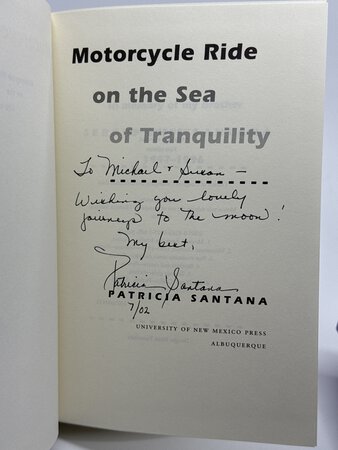 Motorcycle Ride
on the Sea
of Tranquility
To Michael & Susan —
Wishing you lovely
journeys to the moon!
My best,
Patricia Santana
PATRICIA SANTANA
7/02
UNIVERSITY OF NEW MEXICO PRESS
ALBUQUERQUE